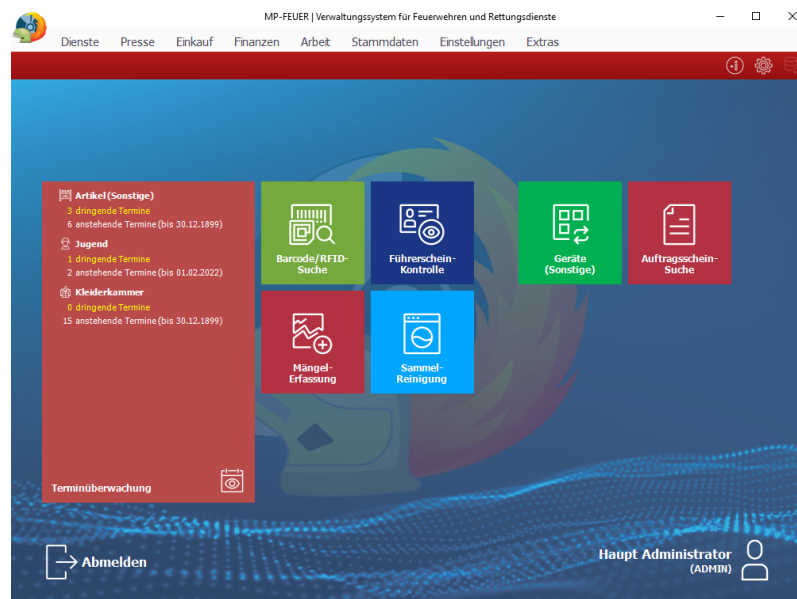 MP-FEUER | Verwaltungssystem für Feuerwehren und Rettungsdienste
Dienste Presse Einkauf Finanzen Arbeit Stammdaten Einstellungen Extras
Artikel (Sonstige)
3 dringende Termine
6 anstehende Termine (bis 30.12.1899)
Jugend
1 dringende Termine
2 anstehende Termine (bis 01.02.2022)
Kleiderkammer
0 dringende Termine
15 anstehende Termine (bis 30.12.1899)
Terminüberwachung
Barcode/RFID-
Suche
Führerschein-
Kontrolle
Geräte
(Sonstige)
Auftragsschein-
Suche
Mängel-
Erfassung
Sammel-
Reinigung
Abmelden
Haupt Administrator
(ADMIN)